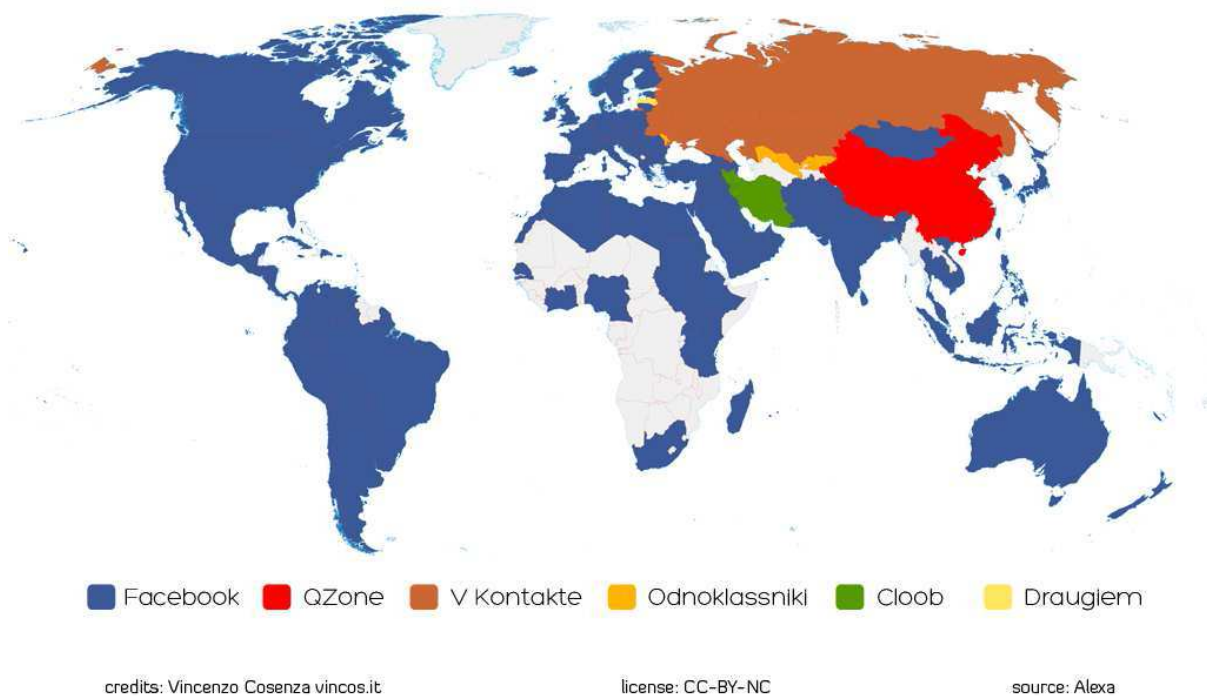 Facebook QZone V Kontakte Odnoklassniki Cloob Draugiem
credits: Vincenzo Cosenza vincos.it license: CC-BY-NC source: Alexa